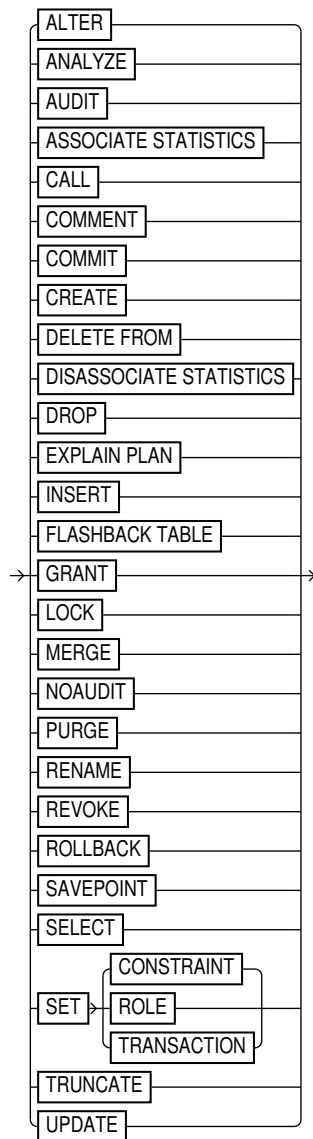 ALTER
ANALYZE
AUDIT
ASSOCIATE STATISTICS
CALL
COMMENT
COMMIT
CREATE
DELETE FROM
DISASSOCIATE STATISTICS
DROP
EXPLAIN PLAN
INSERT
FLASHBACK TABLE
GRANT
LOCK
MERGE
NOAUDIT
PURGE
RENAME
REVOKE
ROLLBACK
SAVEPOINT
SELECT
CONSTRAINT
SET ROLE
TRANSACTION
TRUNCATE
UPDATE